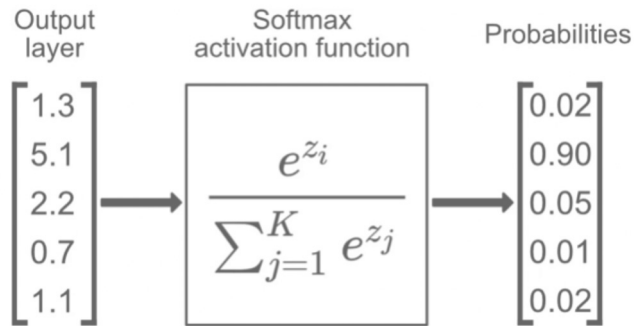 Output
layer
1.3
5.1
2.2
0.7
1.1
Softmax
activation function
e^{z_i}
∑_{j=1}^{K} e^{z_j}
Probabilities
0.02
0.90
0.05
0.01
0.02